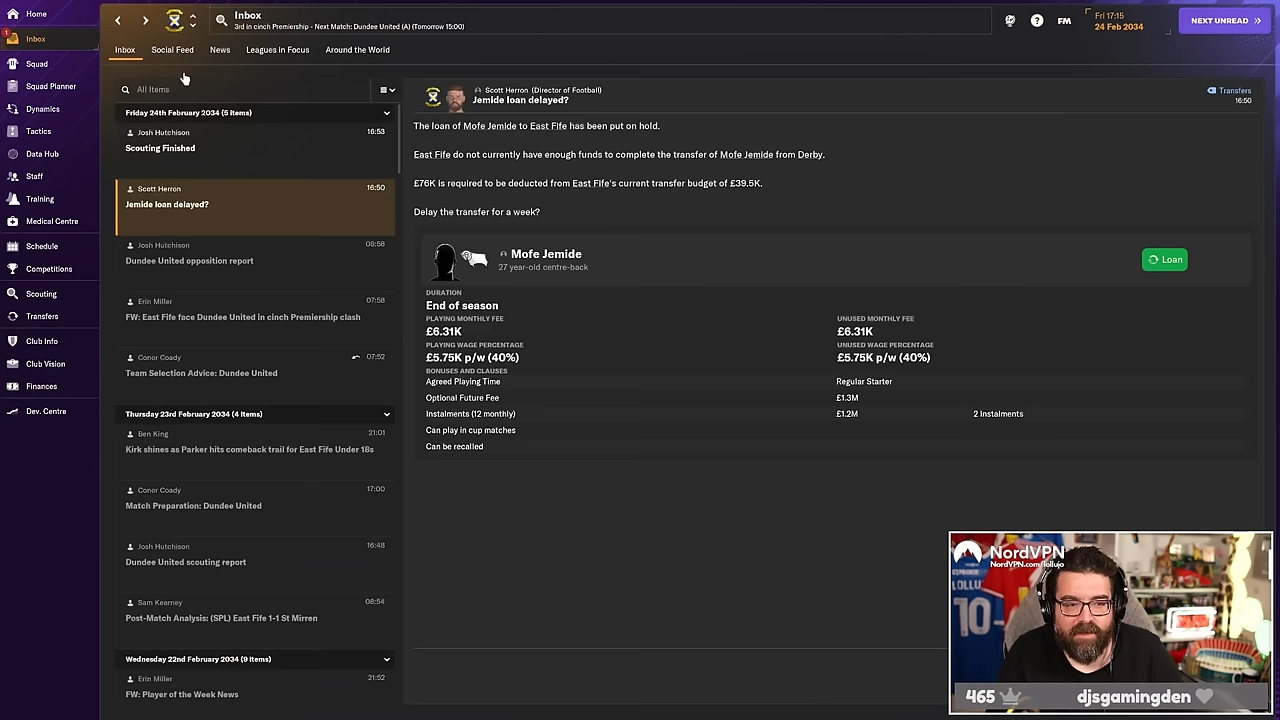 Home
1
Inbox
Squad
Squad Planner
Dynamics
Tactics
Data Hub
Staff
Training
Medical Centre
Schedule
Competitions
Scouting
Transfers
Club Info
Club Vision
Finances
Dev. Centre
Inbox
3rd in cinch Premiership - Next Match: Dundee United (A) (Tomorrow 15:00)
?
FM
Fri 17:15
24 Feb 2034
NEXT UNREAD
Inbox
Social Feed
News
Leagues In Focus
Around the World
All Items
Friday 24th February 2034 (5 Items)
Josh Hutchison 16:53
Scouting Finished
Scott Herron 16:50
Jemide loan delayed?
Josh Hutchison 08:58
Dundee United opposition report
Erin Miller 07:58
FW: East Fife face Dundee United in cinch Premiership clash
Conor Coady 07:52
Team Selection Advice: Dundee United
Thursday 23rd February 2034 (4 Items)
Ben King 21:01
Kirk shines as Parker hits comeback trail for East Fife Under 18s
Conor Coady 17:00
Match Preparation: Dundee United
Josh Hutchison 16:48
Dundee United scouting report
Sam Kearney 08:54
Post-Match Analysis: (SPL) East Fife 1-1 St Mirren
Wednesday 22nd February 2034 (9 Items)
Erin Miller 21:52
FW: Player of the Week News
Scott Herron (Director of Football)
Jemide loan delayed?
Transfers
16:50
The loan of Mofe Jemide to East Fife has been put on hold.
East Fife do not currently have enough funds to complete the transfer of Mofe Jemide from Derby.
£76K is required to be deducted from East Fife's current transfer budget of £39.5K.
Delay the transfer for a week?
Mofe Jemide
27 year-old centre-back
Loan
DURATION
End of season
PLAYING MONTHLY FEE UNUSED MONTHLY FEE
£6.31K £6.31K
PLAYING WAGE PERCENTAGE UNUSED WAGE PERCENTAGE
£5.75K p/w (40%) £5.75K p/w (40%)
BONUSES AND CLAUSES
Agreed Playing Time Regular Starter
Optional Future Fee £1.3M
Instalments (12 monthly) £1.2M 2 Instalments
Can play in cup matches
Can be recalled
NordVPN
NordVPN.com/lollujo
LOLLU
10
465 djsgamingden